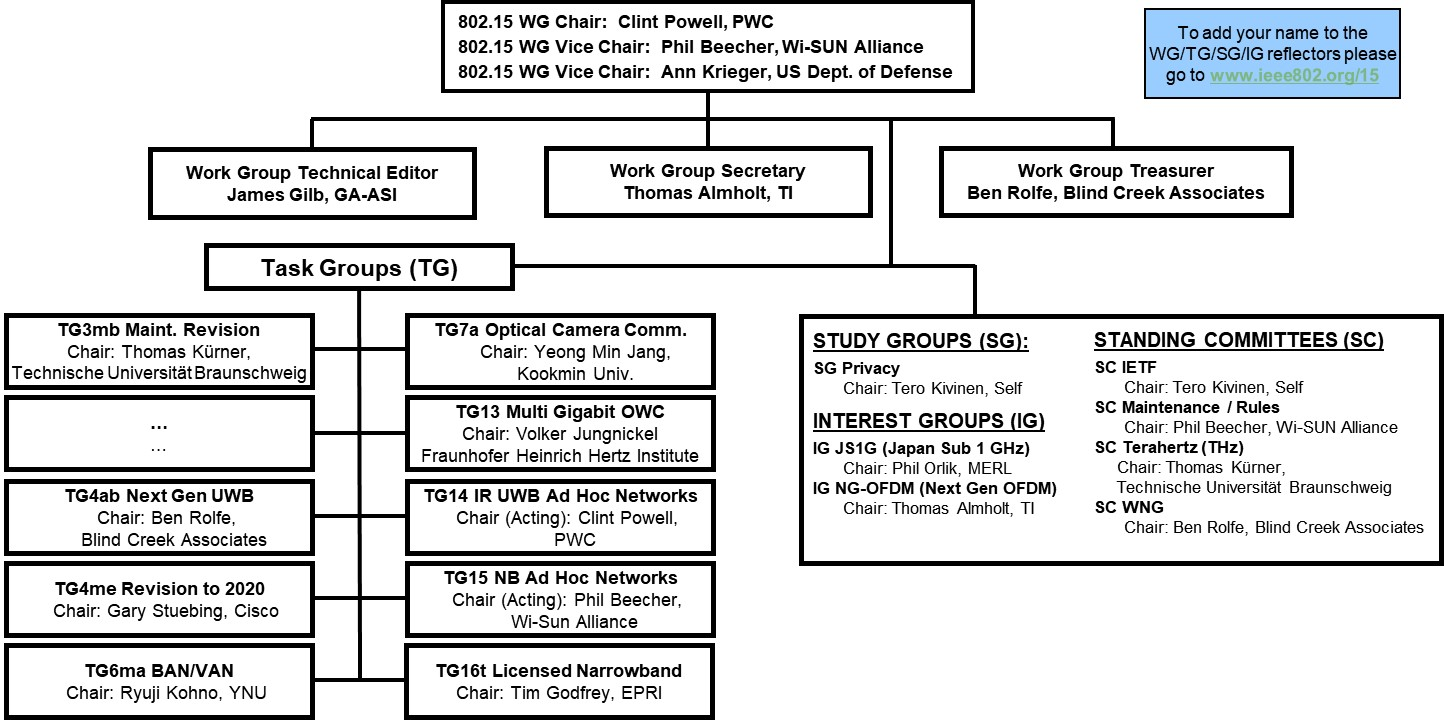 802.15 WG Chair: Clint Powell, PWC
802.15 WG Vice Chair: Phil Beecher, Wi-SUN Alliance
802.15 WG Vice Chair: Ann Krieger, US Dept. of Defense
To add your name to the
WG/TG/SG/IG reflectors please
go to www.ieee802.org/15
Work Group Technical Editor
James Gilb, GA-ASI
Work Group Secretary
Thomas Almholt, TI
Work Group Treasurer
Ben Rolfe, Blind Creek Associates
Task Groups (TG)
TG3mb Maint. Revision
Chair: Thomas Kürner,
Technische Universität Braunschweig
...
...
TG4ab Next Gen UWB
Chair: Ben Rolfe,
Blind Creek Associates
TG4me Revision to 2020
Chair: Gary Stuebing, Cisco
TG6ma BAN/VAN
Chair: Ryuji Kohno, YNU
TG7a Optical Camera Comm.
Chair: Yeong Min Jang,
Kookmin Univ.
TG13 Multi Gigabit OWC
Chair: Volker Jungnickel
Fraunhofer Heinrich Hertz Institute
TG14 IR UWB Ad Hoc Networks
Chair (Acting): Clint Powell,
PWC
TG15 NB Ad Hoc Networks
Chair (Acting): Phil Beecher,
Wi-Sun Alliance
TG16t Licensed Narrowband
Chair: Tim Godfrey, EPRI
STUDY GROUPS (SG):
SG Privacy
Chair: Tero Kivinen, Self
INTEREST GROUPS (IG)
IG JS1G (Japan Sub 1 GHz)
Chair: Phil Orlik, MERL
IG NG-OFDM (Next Gen OFDM)
Chair: Thomas Almholt, TI
STANDING COMMITTEES (SC)
SC IETF
Chair: Tero Kivinen, Self
SC Maintenance / Rules
Chair: Phil Beecher, Wi-SUN Alliance
SC Terahertz (THz)
Chair: Thomas Kürner,
Technische Universität Braunschweig
SC WNG
Chair: Ben Rolfe, Blind Creek Associates